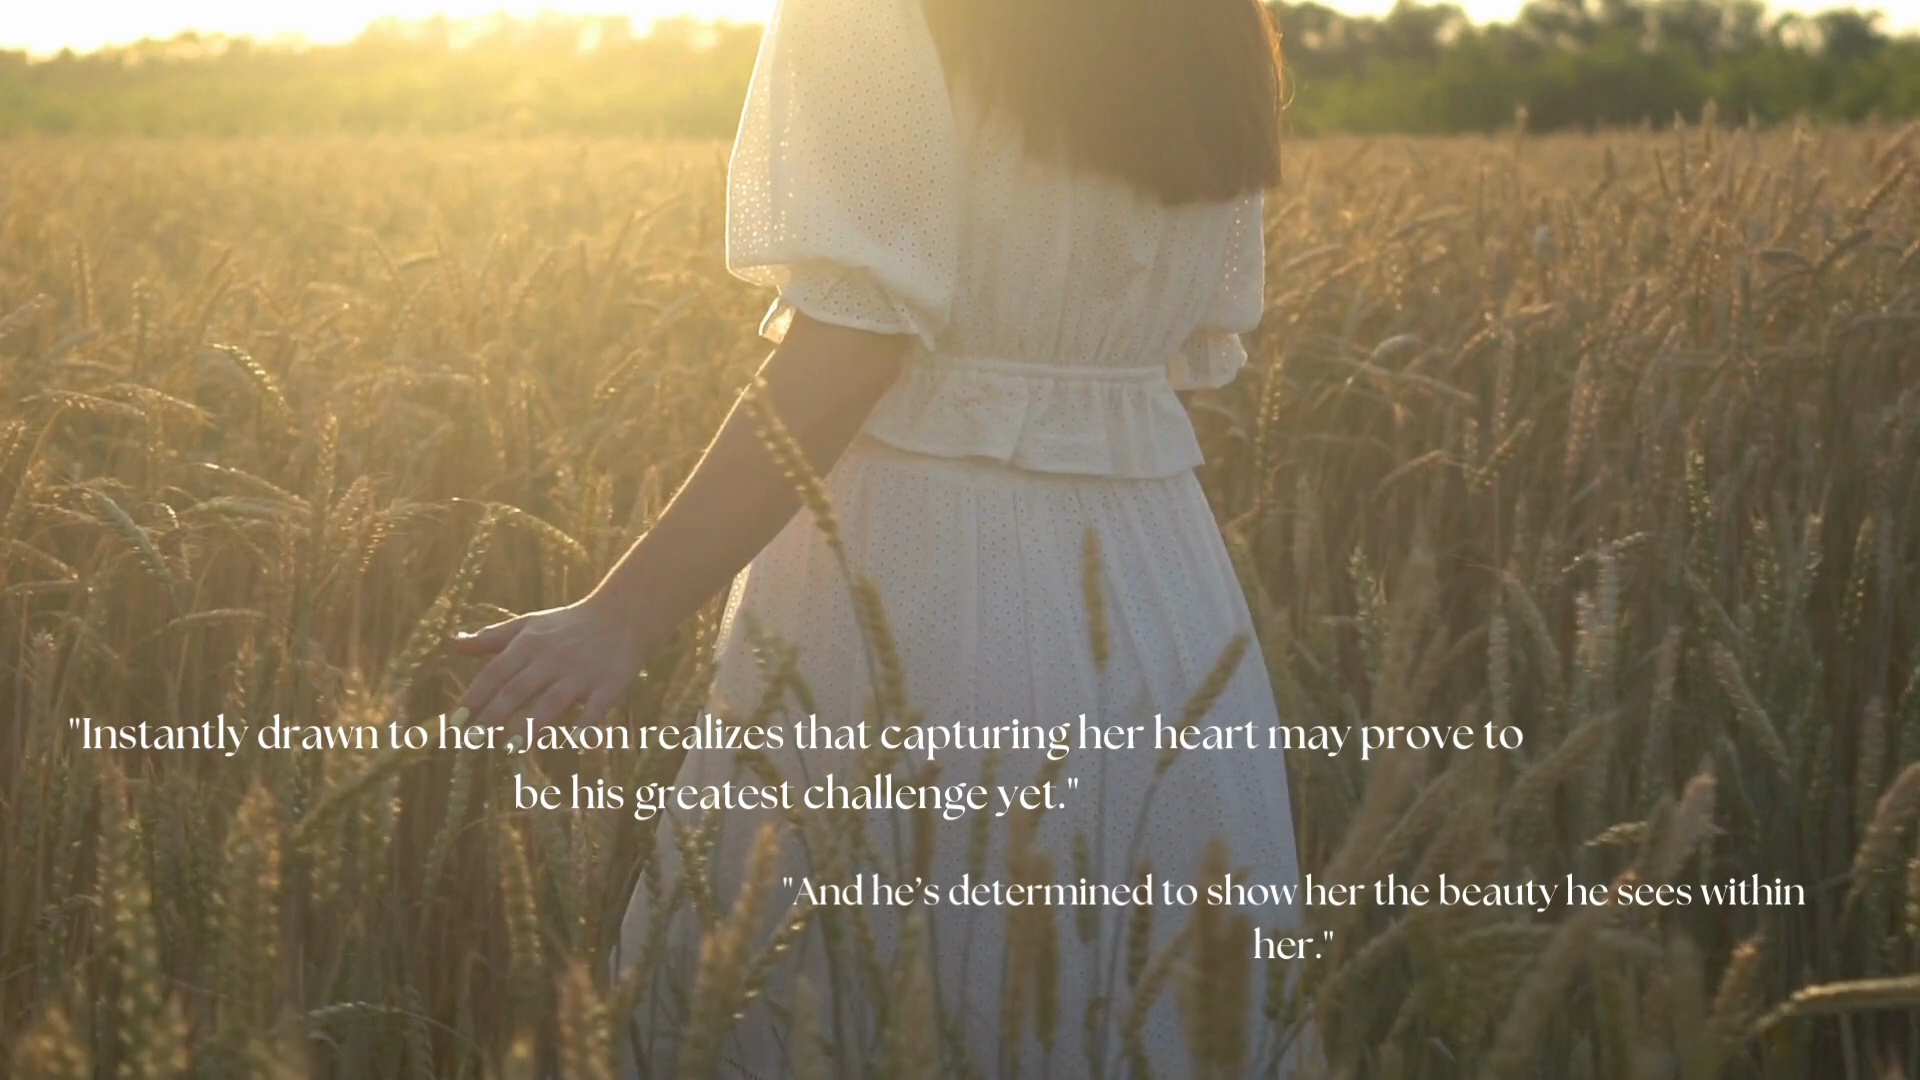 "Instantly drawn to her, Jaxon realizes that capturing her heart may prove to
be his greatest challenge yet."
"And he’s determined to show her the beauty he sees within
her."